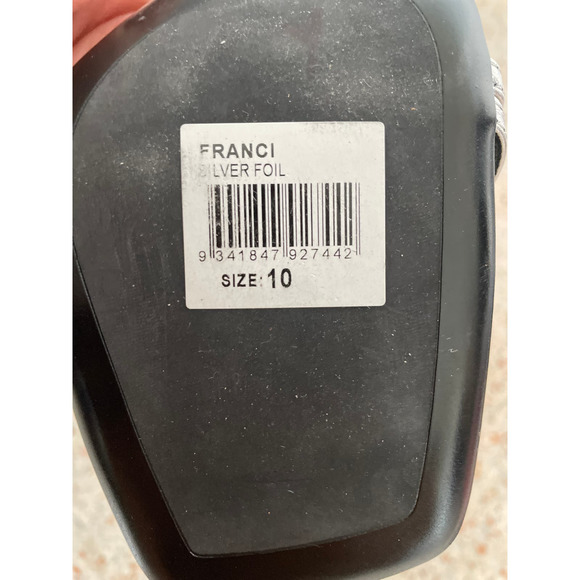 FRANCI
SILVER FOIL
9 341847 927442
SIZE: 10